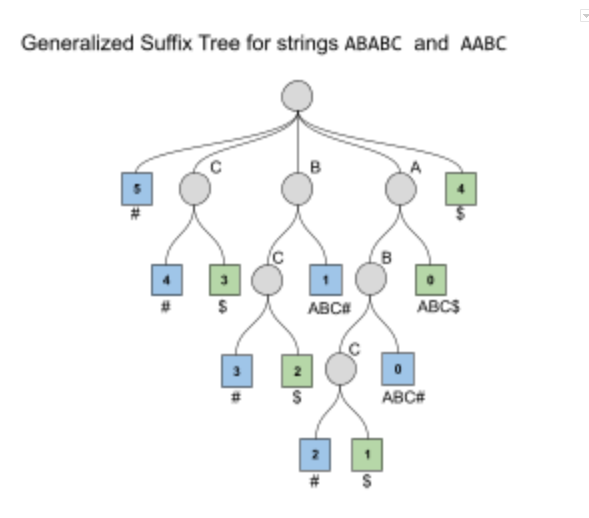 Generalized Suffix Tree for strings ABABC and AABC
C B A
5 4
# $
C B
4 3 1 0
# $ ABC# ABC$
C
3 2 0
# $ ABC#
2 1
# $